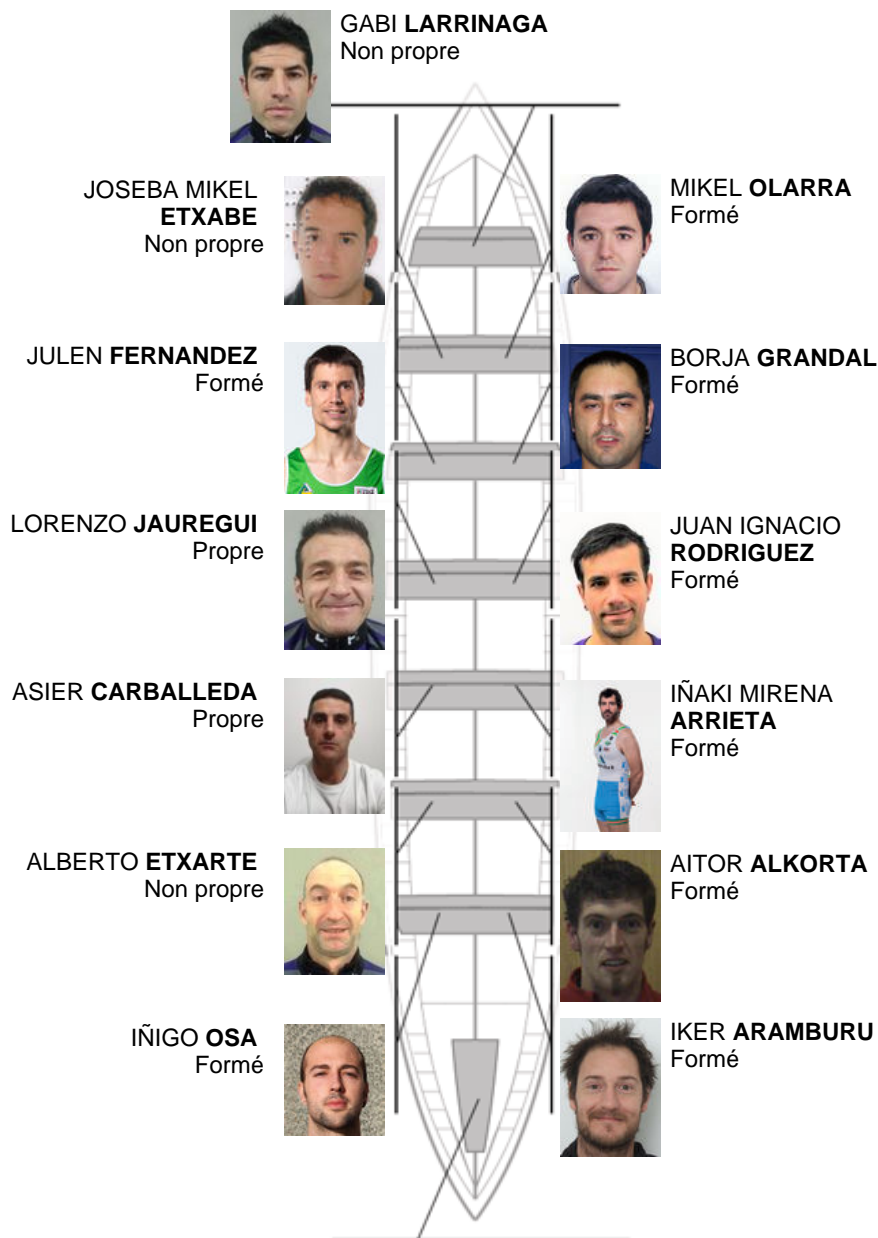 GABI LARRINAGA
Non propre
JOSEBA MIKEL
ETXABE
Non propre
MIKEL OLARRA
Formé
JULEN FERNANDEZ
Formé
BORJA GRANDAL
Formé
LORENZO JAUREGUI
Propre
JUAN IGNACIO
RODRIGUEZ
Formé
ASIER CARBALLEDA
Propre
IÑAKI MIRENA
ARRIETA
Formé
ALBERTO ETXARTE
Non propre
AITOR ALKORTA
Formé
IÑIGO OSA
Formé
IKER ARAMBURU
Formé